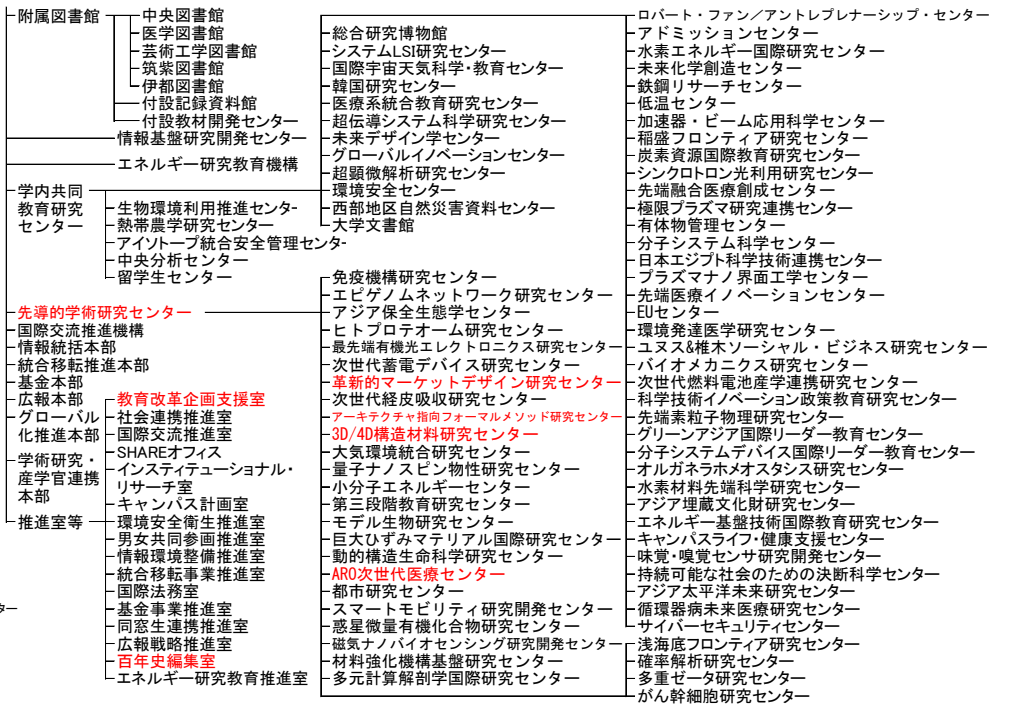 附属図書館
中央図書館
医学図書館
芸術工学図書館
筑紫図書館
伊都図書館
付設記録資料館
付設教材開発センター
情報基盤研究開発センター
エネルギー研究教育機構
学内共同
教育研究
センター
生物環境利用推進センター
熱帯農学研究センター
アイソトープ統合安全管理センター
中央分析センター
留学生センター
先導的学術研究センター
国際交流推進機構
情報統括本部
統合移転推進本部
基金本部
広報本部
グローバル
化推進本部
学術研究・
産学官連携
本部
推進室等
教育改革企画支援室
社会連携推進室
国際交流推進室
SHAREオフィス
インスティテューショナル・
リサーチ室
キャンパス計画室
環境安全衛生推進室
男女共同参画推進室
情報環境整備推進室
統合移転事業推進室
国際法務室
基金事業推進室
同窓生連携推進室
広報戦略推進室
百年史編集室
エネルギー研究教育推進室
総合研究博物館
システムLSI研究センター
国際宇宙天気科学・教育センター
韓国研究センター
医療系統合教育研究センター
超伝導システム科学研究センター
未来デザイン学センター
グローバルイノベーションセンター
超顕微解析研究センター
環境安全センター
西部地区自然災害資料センター
大学文書館
免疫機構研究センター
エピゲノムネットワーク研究センター
アジア保全生態学センター
ヒトプロテオーム研究センター
最先端有機光エレクトロニクス研究センター
次世代蓄電デバイス研究センター
革新的マーケットデザイン研究センター
次世代経皮吸収研究センター
アーキテクチャ指向フォーマルメソッド研究センター
3D/4D構造材料研究センター
大気環境統合研究センター
量子ナノスピン物性研究センター
小分子エネルギーセンター
第三段階教育研究センター
モデル生物研究センター
巨大ひずみマテリアル国際研究センター
動的構造生命科学研究センター
ARO次世代医療センター
都市研究センター
スマートモビリティ研究開発センター
惑星微量有機化合物研究センター
磁気ナノバイオセンシング研究開発センター
材料強化機構基盤研究センター
多元計算解剖学国際研究センター
ロバート・ファン／アントレプレナーシップ・センター
アドミッションセンター
水素エネルギー国際研究センター
未来化学創造センター
鉄鋼リサーチセンター
低温センター
加速器・ビーム応用科学センター
稲盛フロンティア研究センター
炭素資源国際教育研究センター
シンクロトロン光利用研究センター
先端融合医療創成センター
極限プラズマ研究連携センター
有体物管理センター
分子システム科学センター
日本エジプト科学技術連携センター
プラズマナノ界面工学センター
先端医療イノベーションセンター
EUセンター
環境発達医学研究センター
ユヌス&椎木ソーシャル・ビジネス研究センター
バイオメカニクス研究センター
次世代燃料電池産学連携研究センター
科学技術イノベーション政策教育研究センター
先端素粒子物理研究センター
グリーンアジア国際リーダー教育センター
分子システムデバイス国際リーダー教育センター
オルガネラホメオスタシス研究センター
水素材料先端科学研究センター
アジア埋蔵文化財研究センター
エネルギー基盤技術国際教育研究センター
キャンパスライフ・健康支援センター
味覚・嗅覚センサ研究開発センター
持続可能な社会のための決断科学センター
アジア太平洋未来研究センター
循環器病未来医療研究センター
サイバーセキュリティセンター
浅海底フロンティア研究センター
確率解析研究センター
多重ゼータ研究センター
がん幹細胞研究センター